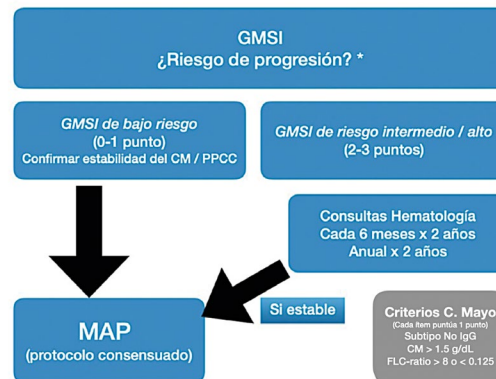 GMSI
¿Riesgo de progresión? *
GMSI de bajo riesgo
(0-1 punto)
Confirmar estabilidad del CM / PPCC
GMSI de riesgo intermedio / alto
(2-3 puntos)
Consultas Hematología
Cada 6 meses x 2 años
Anual x 2 años
Si estable
MAP
(protocolo consensuado)
Criterios C. Mayo
(Cada ítem puntúa 1 punto)
Subtipo No IgG
CM > 1.5 g/dL
FLC-ratio > 8 o < 0.125